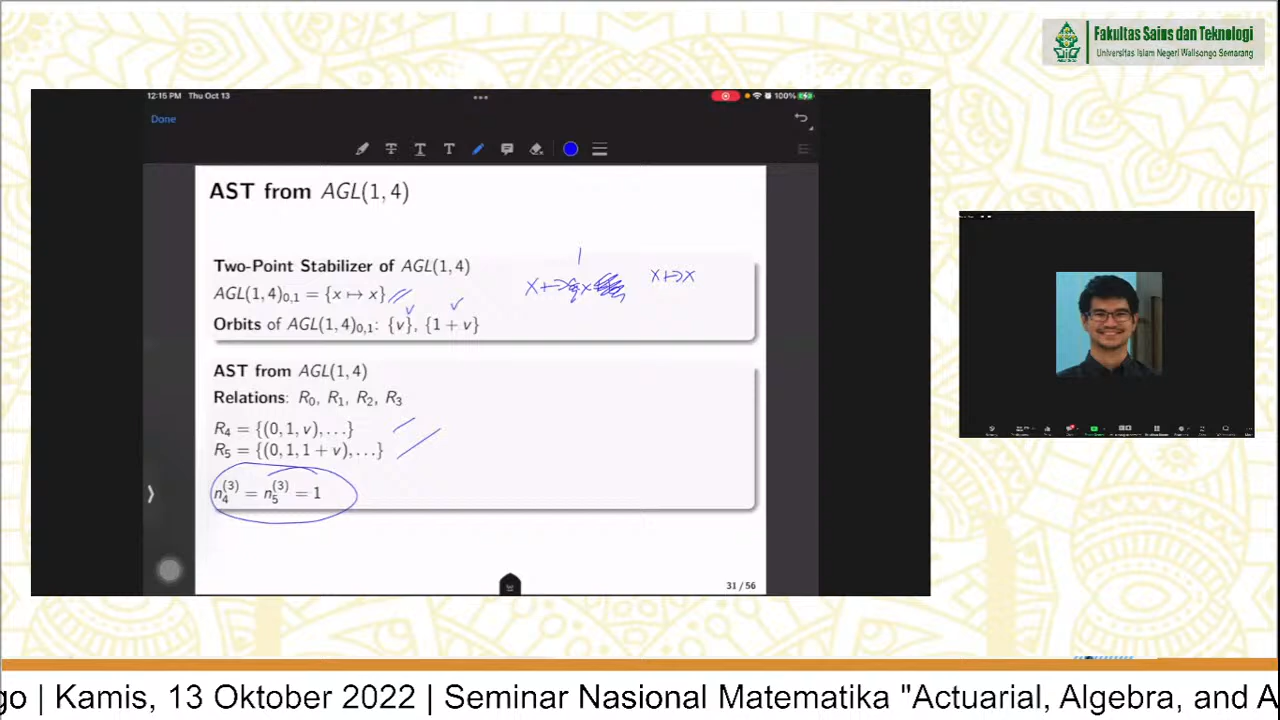 Fakultas Sains dan Teknologi
Universitas Islam Negeri Walisongo Semarang
12:15 PM Thu Oct 13
100%
Done
AST from AGL(1, 4)
Two-Point Stabilizer of AGL(1, 4)
AGL(1, 4)₀,₁ = {x ↦ x}
x ↦ x
Orbits of AGL(1, 4)₀,₁: {v}, {1 + v}
AST from AGL(1, 4)
Relations: R₀, R₁, R₂, R₃
R₄ = {(0, 1, v), . . .}
R₅ = {(0, 1, 1 + v), . . .}
n₄⁽³⁾ = n₅⁽³⁾ = 1
31 / 56
go | Kamis, 13 Oktober 2022 | Seminar Nasional Matematika "Actuarial, Algebra, and A